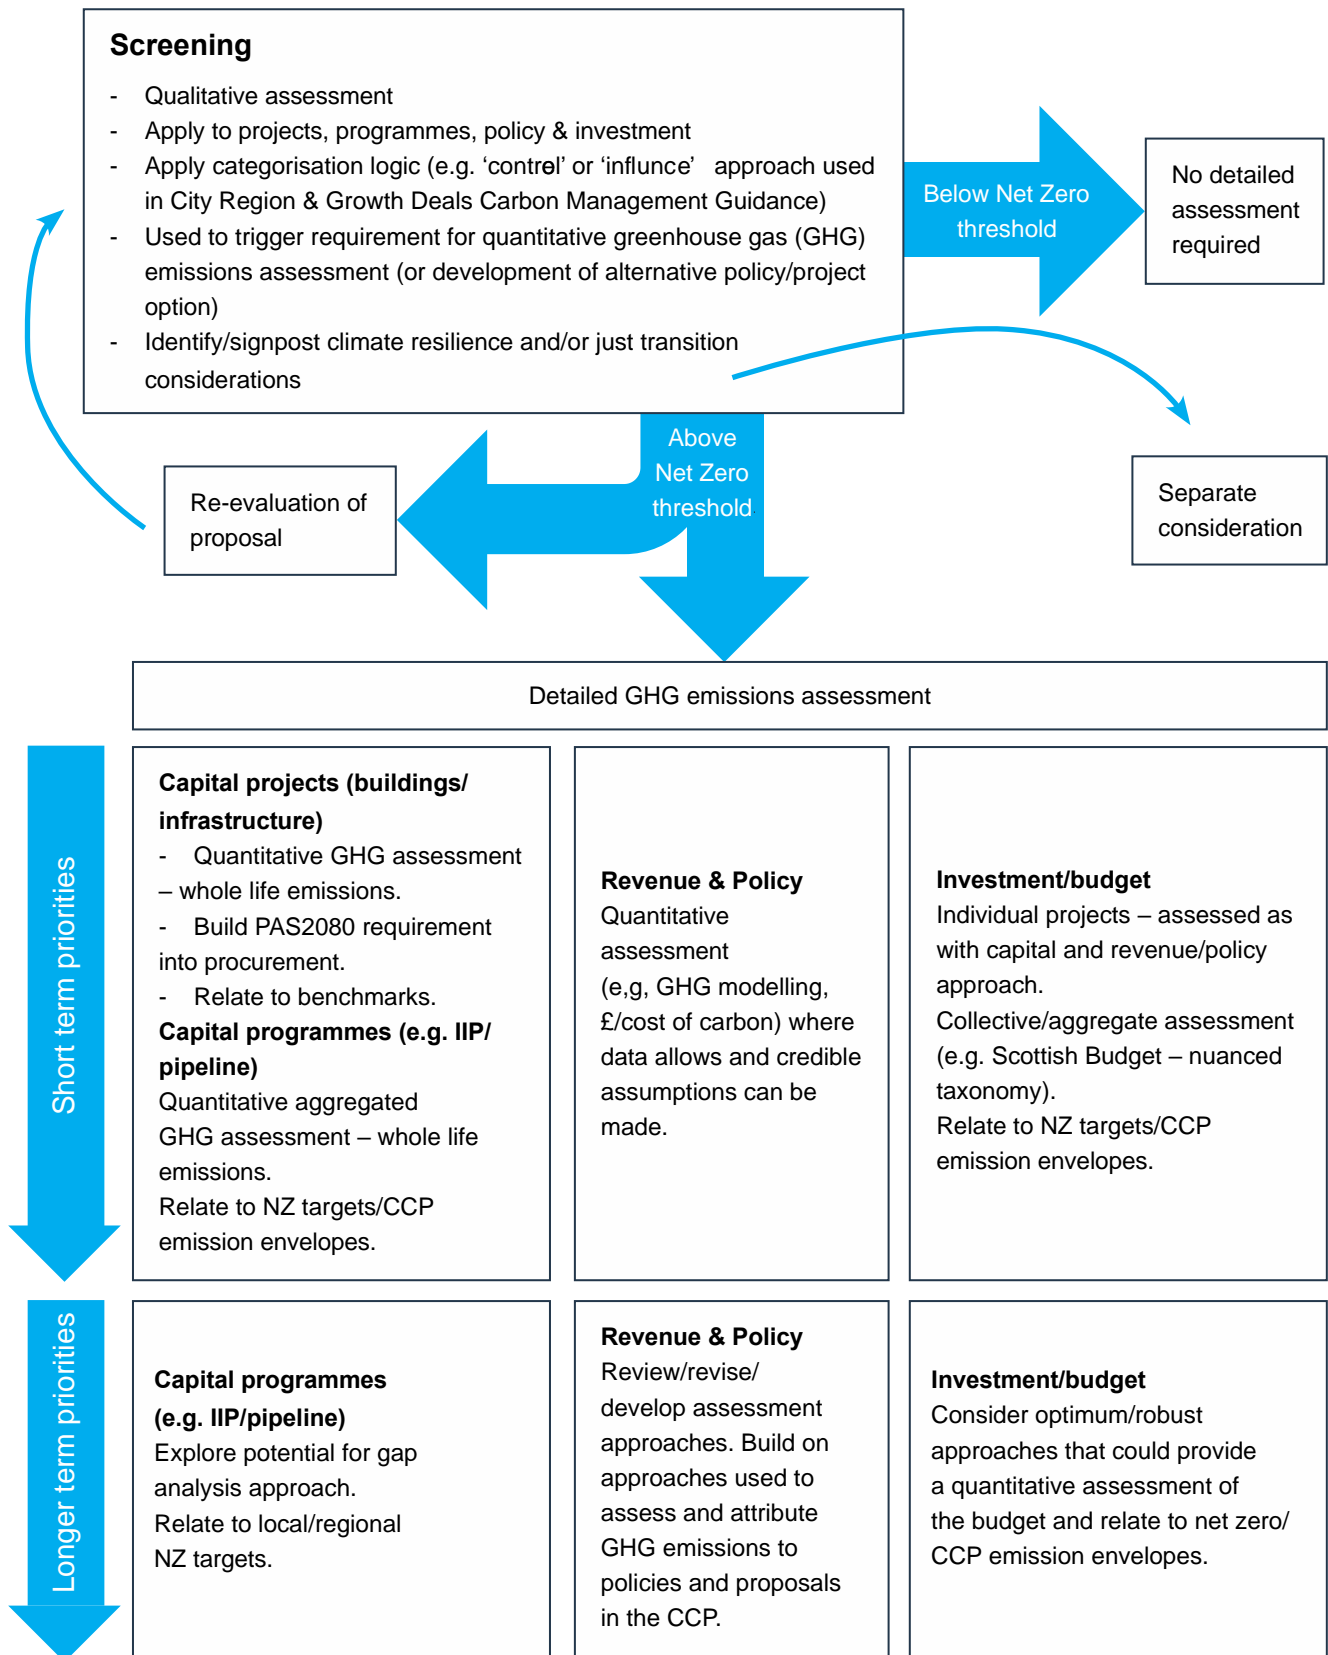 Screening
- Qualitative assessment
- Apply to projects, programmes, policy & investment
- Apply categorisation logic (e.g. ‘control’ or ‘influnce’ approach used
in City Region & Growth Deals Carbon Management Guidance)
- Used to trigger requirement for quantitative greenhouse gas (GHG)
emissions assessment (or development of alternative policy/project
option)
- Identify/signpost climate resilience and/or just transition
considerations
Below Net Zero
threshold
No detailed
assessment
required
Above
Net Zero
threshold
Re-evaluation of
proposal
Separate
consideration
Detailed GHG emissions assessment
Short term priorities
Capital projects (buildings/
infrastructure)
- Quantitative GHG assessment
– whole life emissions.
- Build PAS2080 requirement
into procurement.
- Relate to benchmarks.
Capital programmes (e.g. IIP/
pipeline)
Quantitative aggregated
GHG assessment – whole life
emissions.
Relate to NZ targets/CCP
emission envelopes.
Revenue & Policy
Quantitative
assessment
(e,g, GHG modelling,
£/cost of carbon) where
data allows and credible
assumptions can be
made.
Investment/budget
Individual projects – assessed as
with capital and revenue/policy
approach.
Collective/aggregate assessment
(e.g. Scottish Budget – nuanced
taxonomy).
Relate to NZ targets/CCP
emission envelopes.
Longer term priorities
Capital programmes
(e.g. IIP/pipeline)
Explore potential for gap
analysis approach.
Relate to local/regional
NZ targets.
Revenue & Policy
Review/revise/
develop assessment
approaches. Build on
approaches used to
assess and attribute
GHG emissions to
policies and proposals
in the CCP.
Investment/budget
Consider optimum/robust
approaches that could provide
a quantitative assessment of
the budget and relate to net zero/
CCP emission envelopes.